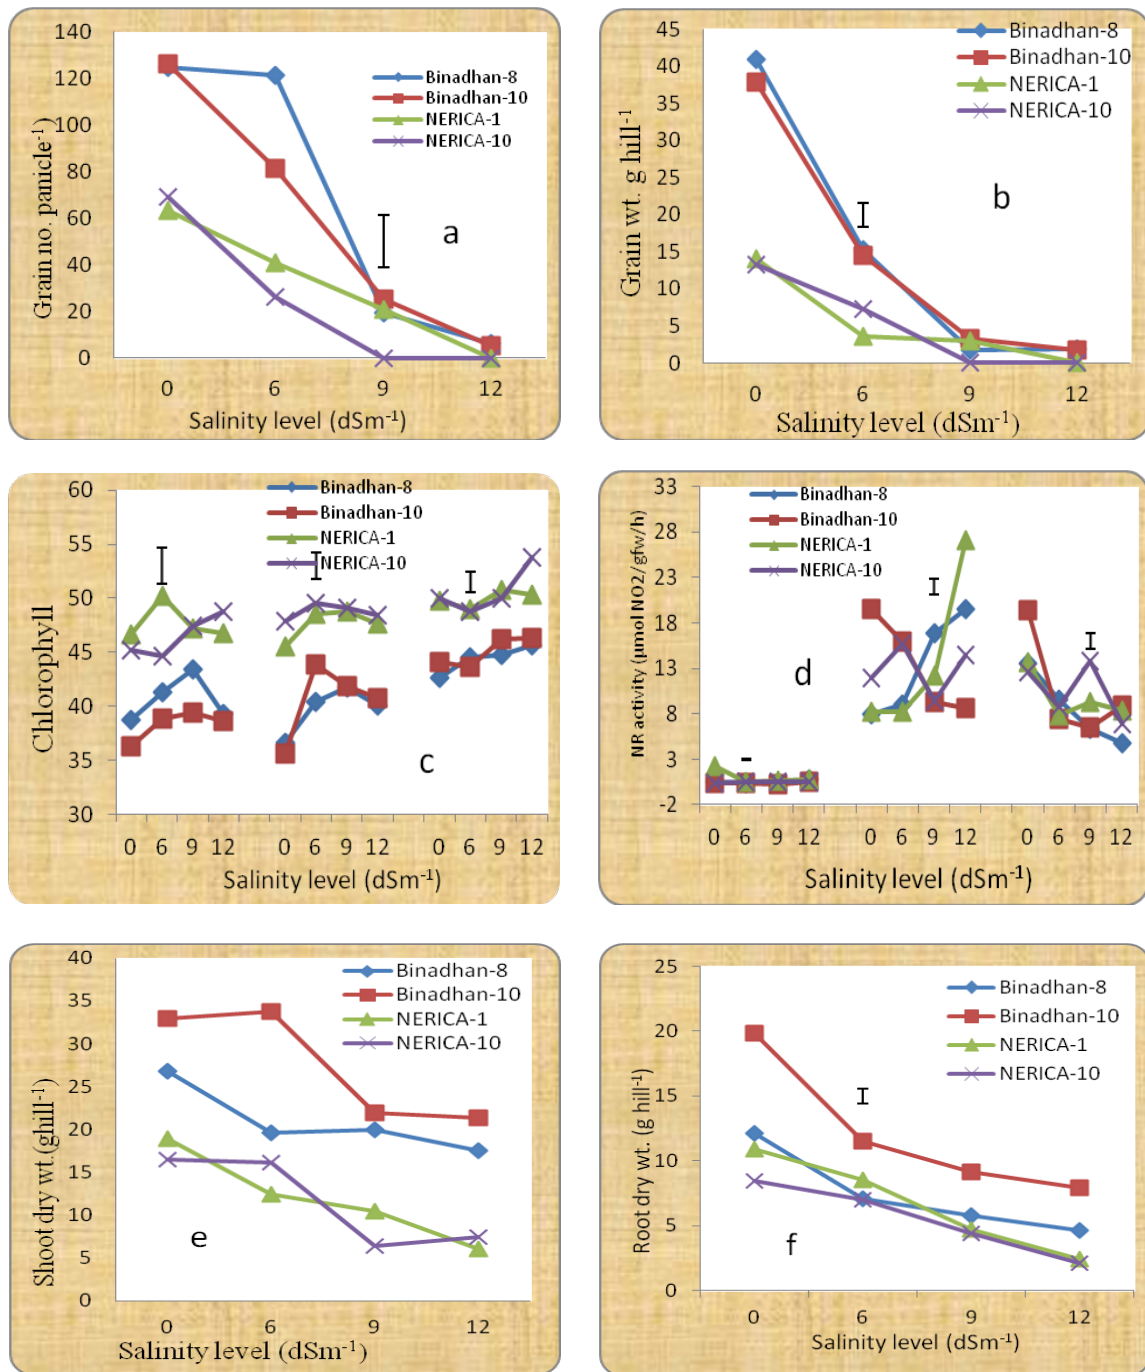 Grain no. panicle⁻¹
140
120
100
80
60
40
20
0
Binadhan-8
Binadhan-10
NERICA-1
NERICA-10
a
0 6 9 12
Salinity level (dSm⁻¹)
Grain wt. g hill⁻¹
45
40
35
30
25
20
15
10
5
0
Binadhan-8
Binadhan-10
NERICA-1
NERICA-10
b
0 6 9 12
Salinity level (dSm⁻¹)
Chlorophyll
60
55
50
45
40
35
30
Binadhan-8
Binadhan-10
NERICA-1
NERICA-10
c
0 6 9 12 0 6 9 12 0 6 9 12
Salinity level (dSm⁻¹)
NR activity (µmol NO2/gfw/h)
33
28
23
18
13
8
3
-2
Binadhan-8
Binadhan-10
NERICA-1
NERICA-10
d
0 6 9 12 0 6 9 12 0 6 9 12
Salinity level (dSm⁻¹)
Shoot dry wt.(ghill⁻¹)
40
35
30
25
20
15
10
5
0
Binadhan-8
Binadhan-10
NERICA-1
NERICA-10
e
0 6 9 12
Salinity level (dSm⁻¹)
Root dry wt. (g hill⁻¹)
25
20
15
10
5
0
Binadhan-8
Binadhan-10
NERICA-1
NERICA-10
f
0 6 9 12
Salinity level (dSm⁻¹)